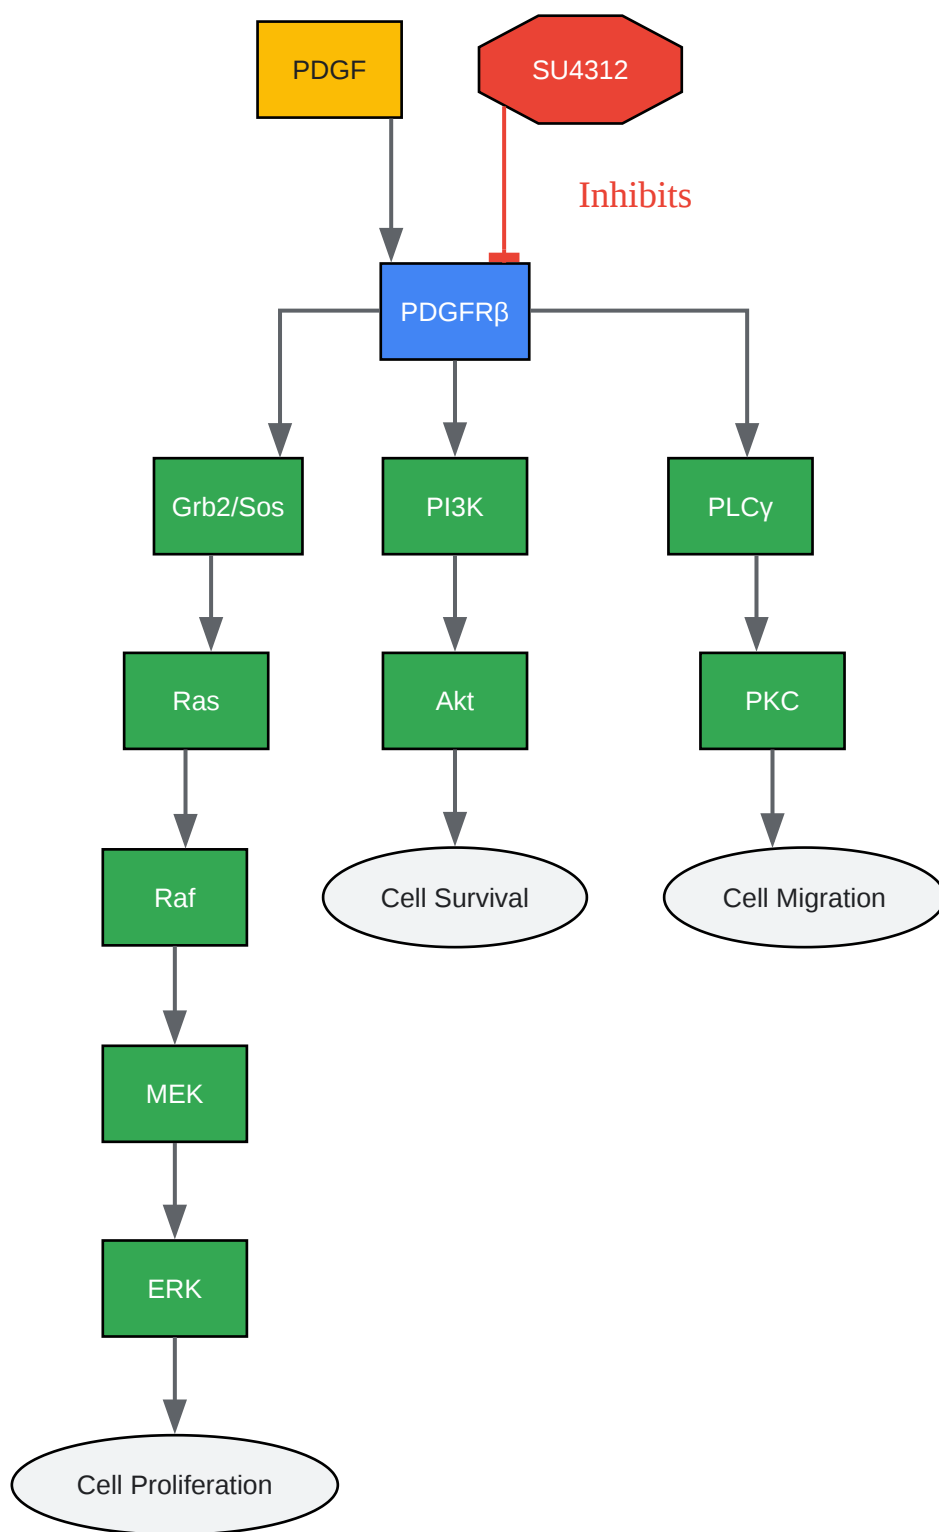 PDGF
SU4312
Inhibits
PDGFRβ
Grb2/Sos
PI3K
PLCγ
Ras
Akt
PKC
Raf
Cell Survival
Cell Migration
MEK
ERK
Cell Proliferation